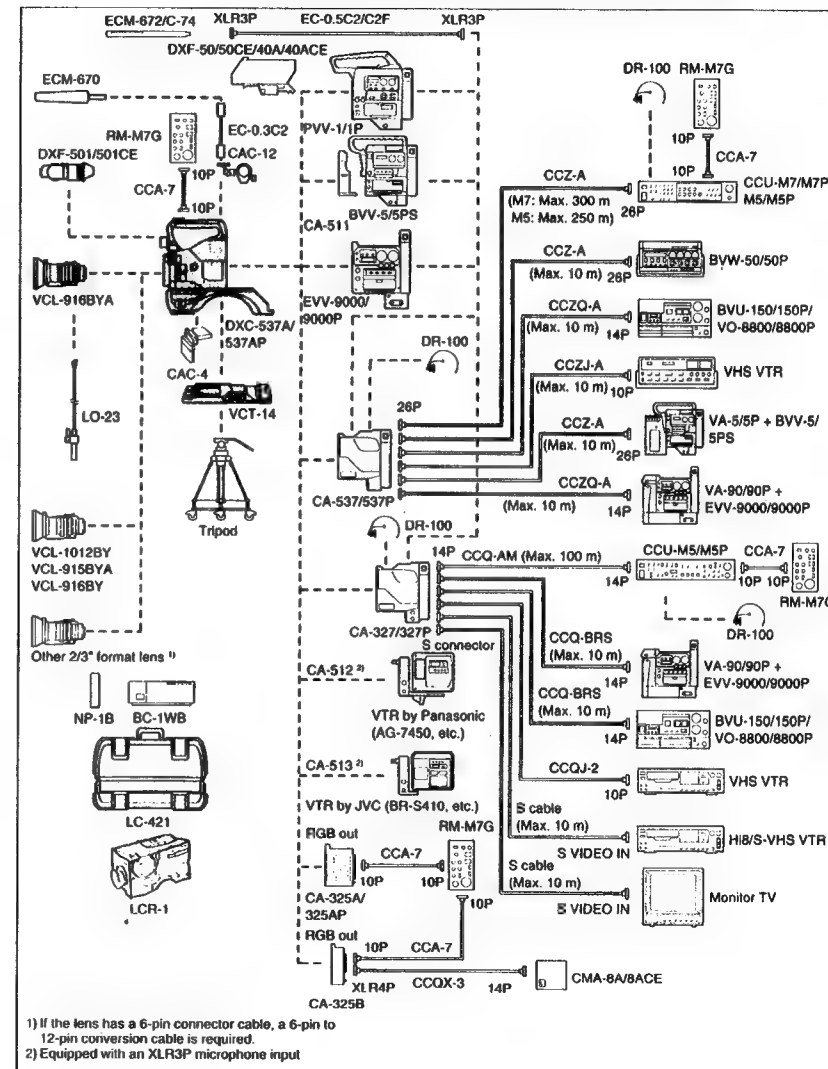 ECM-672/C-74
XLR3P
EC-0.5C2/C2F
XLR3P
DXF-50/50CE/40A/40ACE
ECM-670
RM-M7G
EC-0.3C2
DXF-501/501CE
10P
CAC-12
CCA-7
10P
PVV-1/1P
BVV-5/5PS
CA-511
VCL-916BYA
EVV-9000/
9000P
DXC-537A/
537AP
CAC-4
VCT-14
LO-23
Tripod
VCL-1012BY
VCL-915BYA
VCL-916BY
Other 2/3" format lens 1)
NP-1B
BC-1WB
LC-421
LCR-1
DR-100
RM-M7G
10P
CCA-7
10P
CCZ-A
(M7: Max. 300 m
M5: Max. 250 m)
26P
CCU-M7/M7P
M5/M5P
CCZ-A
(Max. 10 m)
26P
BVW-50/50P
CCZQ-A
(Max. 10 m)
14P
BVU-150/150P/
VO-8800/8800P
DR-100
CCZJ-A
(Max. 10 m)
10P
VHS VTR
26P
CCZ-A
(Max. 10 m)
26P
VA-5/5P + BVV-5/
5PS
CA-537/537P
CCZQ-A
(Max. 10 m)
14P
VA-90/90P +
EVV-9000/9000P
DR-100
14P
CCQ-AM (Max. 100 m)
14P
CCU-M5/M5P
CCA-7
10P
10P
RM-M7G
DR-100
CA-327/327P
S connector
CCQ-BRS
(Max. 10 m)
14P
VA-90/90P +
EVV-9000/9000P
CCQ-BRS
(Max. 10 m)
14P
BVU-150/150P/
VO-8800/8800P
CA-512 2)
VTR by Panasonic
(AG-7450, etc.)
CCQJ-2
10P
VHS VTR
CA-513 2)
VTR by JVC (BR-S410, etc.)
S cable
(Max. 10 m)
S VIDEO IN
Hi8/S-VHS VTR
S cable
(Max. 10 m)
S VIDEO IN
Monitor TV
RGB out
CCA-7
10P
10P
RM-M7G
10P
CA-325A/
325AP
RGB out
10P
CCA-7
XLR4P
CCQX-3
14P
CMA-8A/8ACE
CA-325B
1) If the lens has a 6-pin connector cable, a 6-pin to
12-pin conversion cable is required.
2) Equipped with an XLR3P microphone input